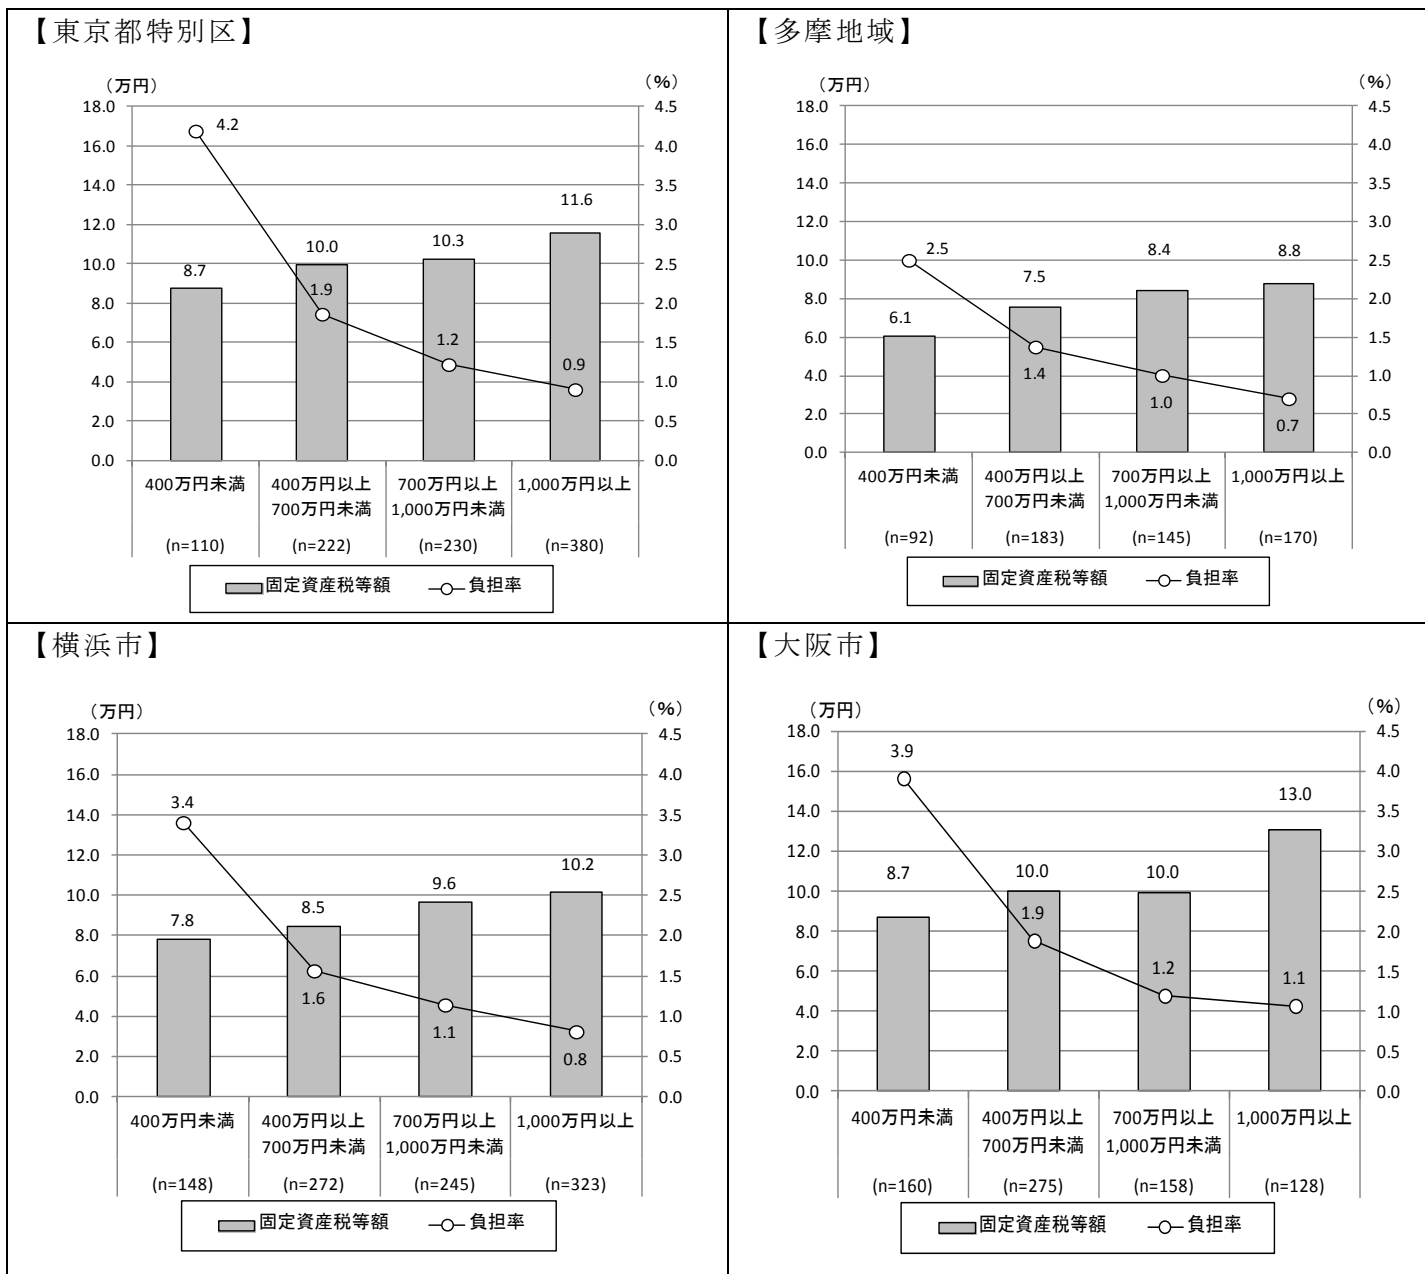 【東京都特別区】
（万円）
（%）
18.0
16.0
14.0
12.0
10.0
8.0
6.0
4.0
2.0
0.0
4.5
4.0
3.5
3.0
2.5
2.0
1.5
1.0
0.5
0.0
4.2
1.9
1.2
0.9
8.7
10.0
10.3
11.6
400万円未満
400万円以上
700万円未満
700万円以上
1,000万円未満
1,000万円以上
(n=110)
(n=222)
(n=230)
(n=380)
固定資産税等額
負担率
【多摩地域】
（万円）
（%）
18.0
16.0
14.0
12.0
10.0
8.0
6.0
4.0
2.0
0.0
4.5
4.0
3.5
3.0
2.5
2.0
1.5
1.0
0.5
0.0
2.5
1.4
1.0
0.7
6.1
7.5
8.4
8.8
400万円未満
400万円以上
700万円未満
700万円以上
1,000万円未満
1,000万円以上
(n=92)
(n=183)
(n=145)
(n=170)
固定資産税等額
負担率
【横浜市】
（万円）
（%）
18.0
16.0
14.0
12.0
10.0
8.0
6.0
4.0
2.0
0.0
4.5
4.0
3.5
3.0
2.5
2.0
1.5
1.0
0.5
0.0
3.4
1.6
1.1
0.8
7.8
8.5
9.6
10.2
400万円未満
400万円以上
700万円未満
700万円以上
1,000万円未満
1,000万円以上
(n=148)
(n=272)
(n=245)
(n=323)
固定資産税等額
負担率
【大阪市】
（万円）
（%）
18.0
16.0
14.0
12.0
10.0
8.0
6.0
4.0
2.0
0.0
4.5
4.0
3.5
3.0
2.5
2.0
1.5
1.0
0.5
0.0
3.9
1.9
1.2
1.1
8.7
10.0
10.0
13.0
400万円未満
400万円以上
700万円未満
700万円以上
1,000万円未満
1,000万円以上
(n=160)
(n=275)
(n=158)
(n=128)
固定資産税等額
負担率